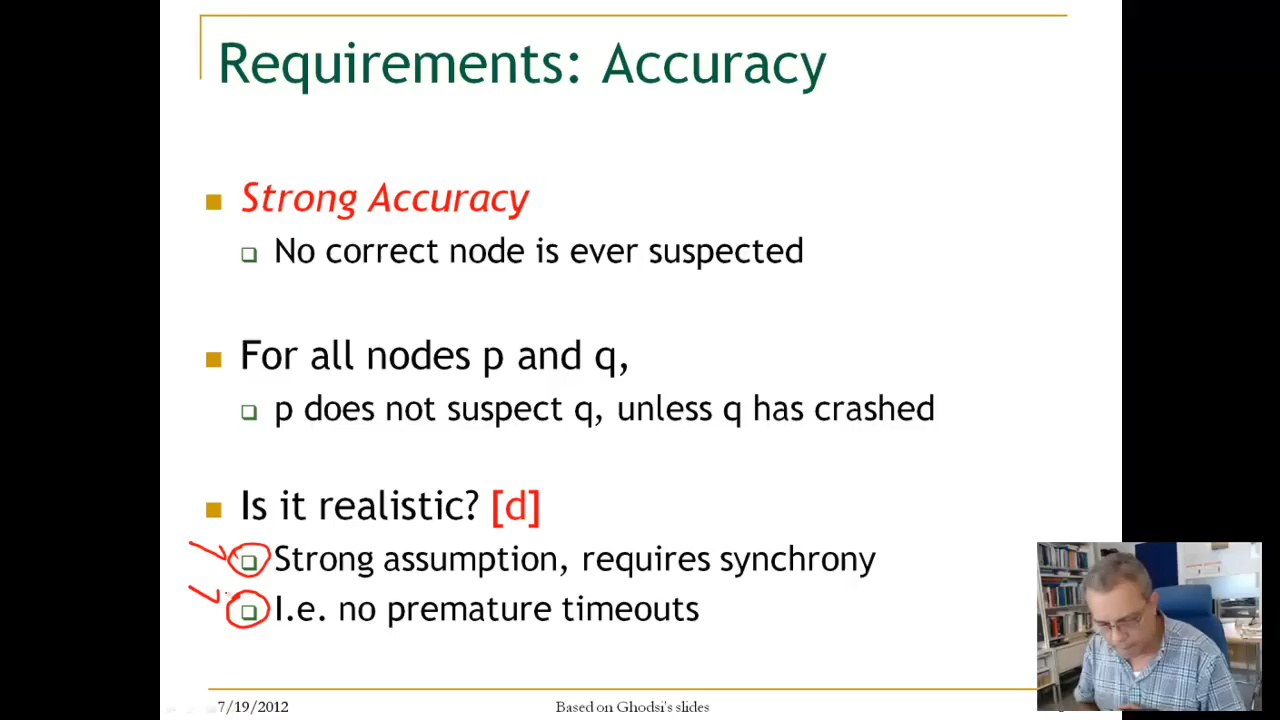 Requirements: Accuracy
Strong Accuracy
No correct node is ever suspected
For all nodes p and q,
p does not suspect q, unless q has crashed
Is it realistic? [d]
Strong assumption, requires synchrony
I.e. no premature timeouts
7/19/2012
Based on Ghodsi's slides